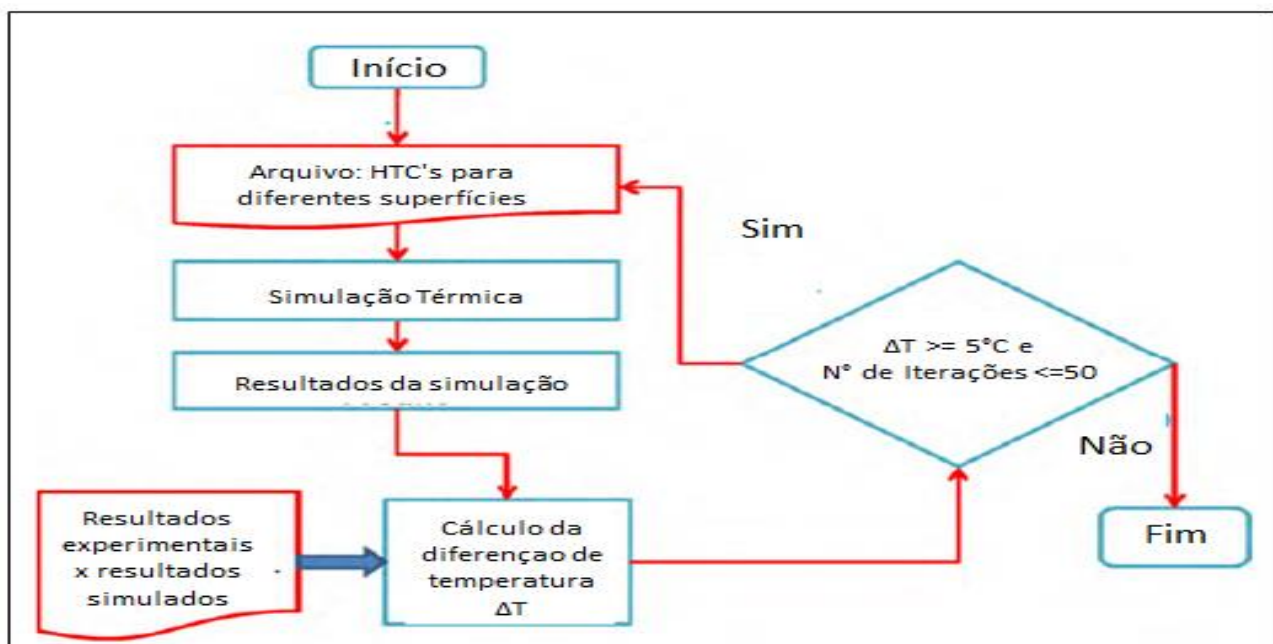 Início
Arquivo: HTC's para
diferentes superfícies
Simulação Térmica
Resultados da simulação
Resultados
experimentais
x resultados
simulados
Cálculo da
diferençao de
temperatura
ΔT
Sim
ΔT >= 5°C e
N° de Iterações <=50
Não
Fim